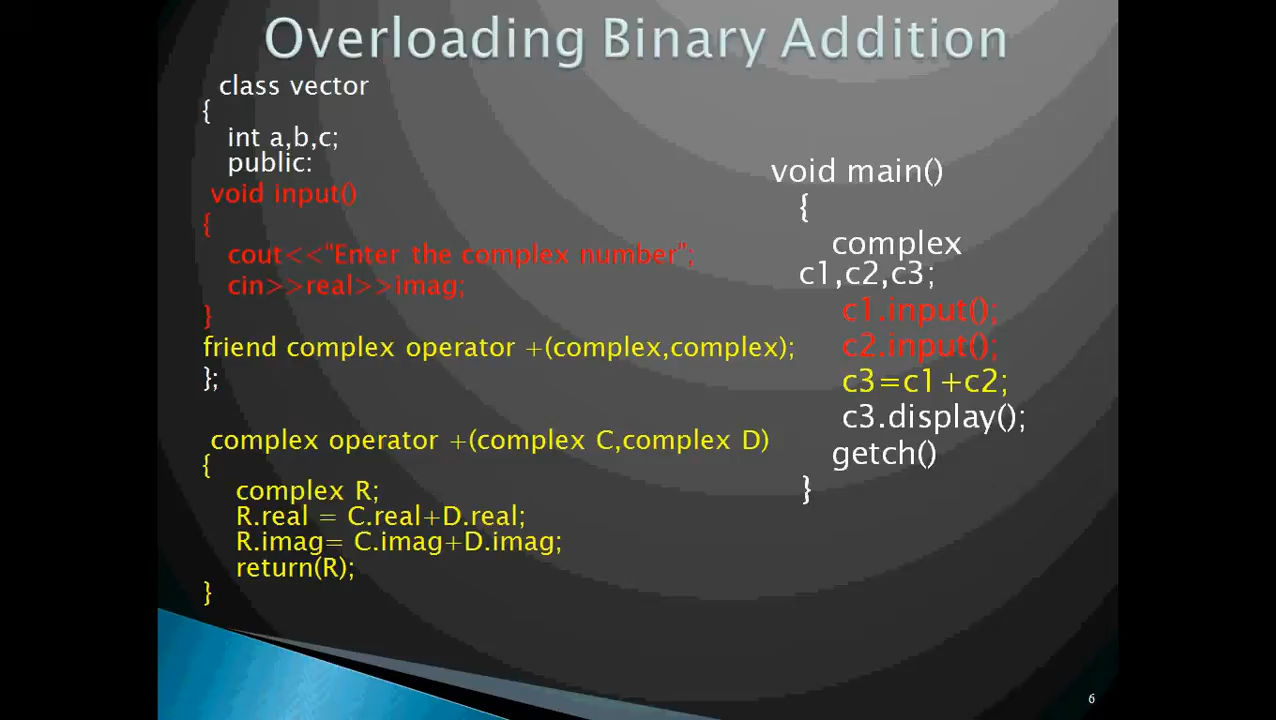 Overloading Binary Addition
class vector
{
int a,b,c;
public:
void input()
{
cout<<"Enter the complex number";
cin>>real>>imag;
}
friend complex operator +(complex,complex);
};
complex operator +(complex C,complex D)
{
complex R;
R.real = C.real+D.real;
R.imag= C.imag+D.imag;
return(R);
}
void main()
{
complex
c1,c2,c3;
c1.input();
c2.input();
c3=c1+c2;
c3.display();
getch()
}
6